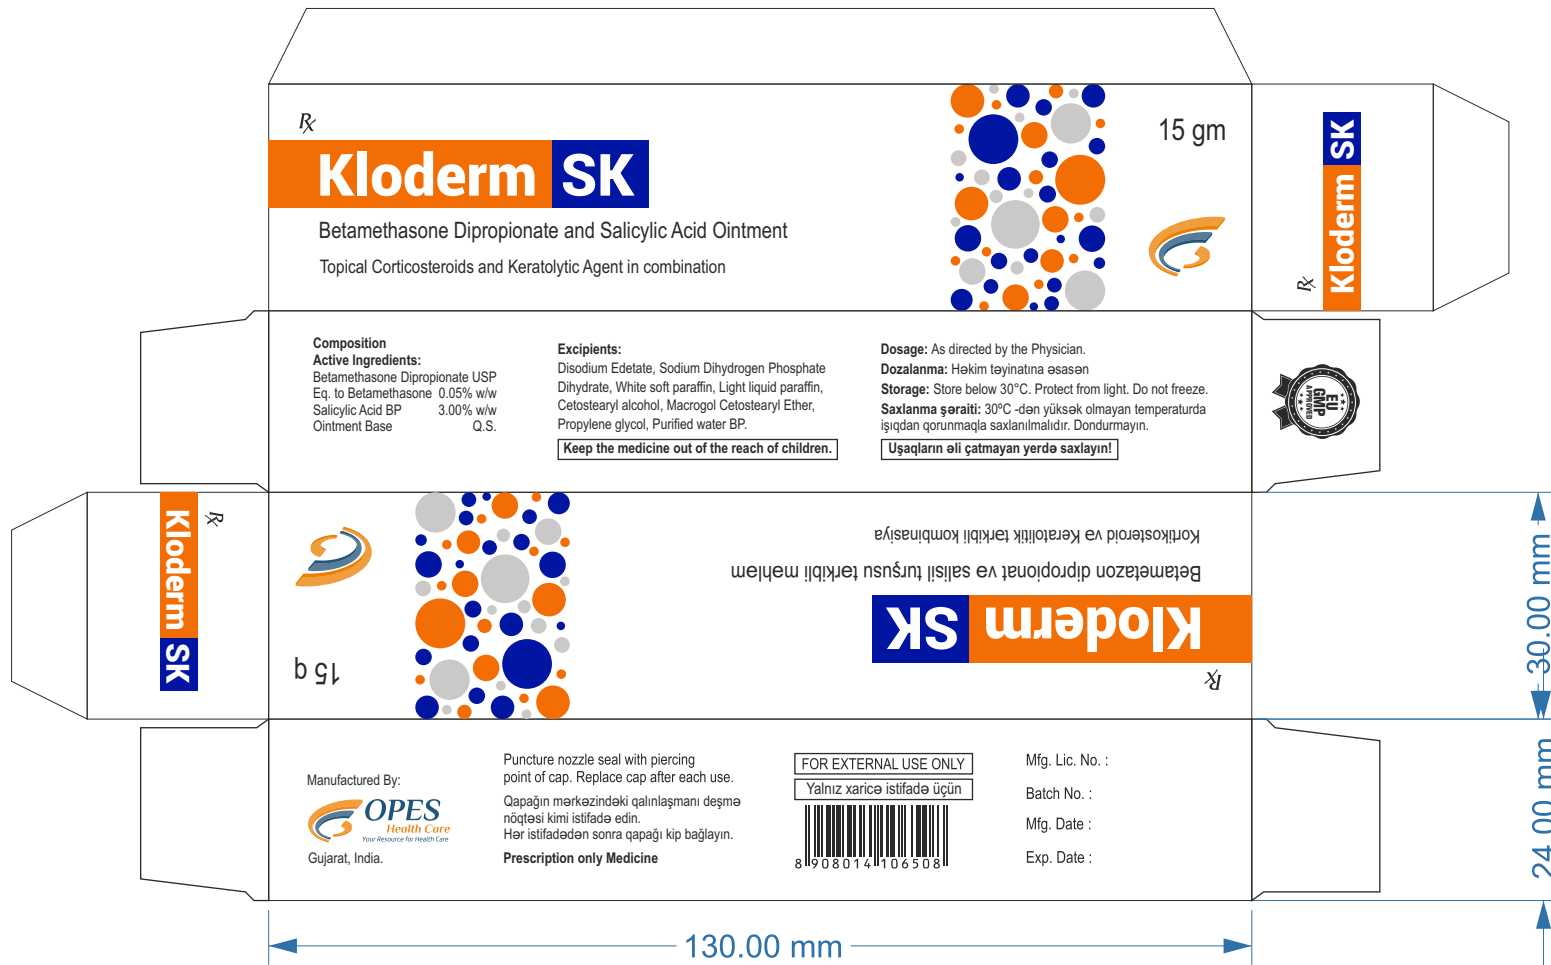 Rx
Kloderm SK
15 gm
Betamethasone Dipropionate and Salicylic Acid Ointment
Topical Corticosteroids and Keratolytic Agent in combination
Rx
Kloderm SK
Composition
Active Ingredients:
Betamethasone Dipropionate USP
Eq. to Betamethasone 0.05% w/w
Salicylic Acid BP 3.00% w/w
Ointment Base Q.S.
Excipients:
Disodium Edetate, Sodium Dihydrogen Phosphate
Dihydrate, White soft paraffin, Light liquid paraffin,
Cetostearyl alcohol, Macrogol Cetostearyl Ether,
Propylene glycol, Purified water BP.
Keep the medicine out of the reach of children.
Dosage: As directed by the Physician.
Dozalanma: Həkim təyinatına əsasən
Storage: Store below 30°C. Protect from light. Do not freeze.
Saxlanma şəraiti: 30ºC -dən yüksək olmayan temperaturda
işıqdan qorunmaqla saxlanılmalıdır. Dondurmayın.
Uşaqların əli çatmayan yerdə saxlayın!
EU
GMP
APPROVED
Rx
Kloderm SK
Rx
Kloderm SK
15 q
Betametazon dipropionat və salisil turşusu tərkibli məlhəm
Kortikosteroid və Keratolitik tərkibli kombinasiya
Manufactured By:
OPES
Health Care
Your Resource for Health Care
Gujarat, India.
Puncture nozzle seal with piercing
point of cap. Replace cap after each use.
Qapağın mərkəzindəki qalınlaşmanı deşmə
nöqtəsi kimi istifadə edin.
Hər istifadədən sonra qapağı kip bağlayın.
Prescription only Medicine
FOR EXTERNAL USE ONLY
Yalnız xaricə istifadə üçün
8 908014 106508
Mfg. Lic. No. :
Batch No. :
Mfg. Date :
Exp. Date :
30.00 mm
24.00 mm
130.00 mm